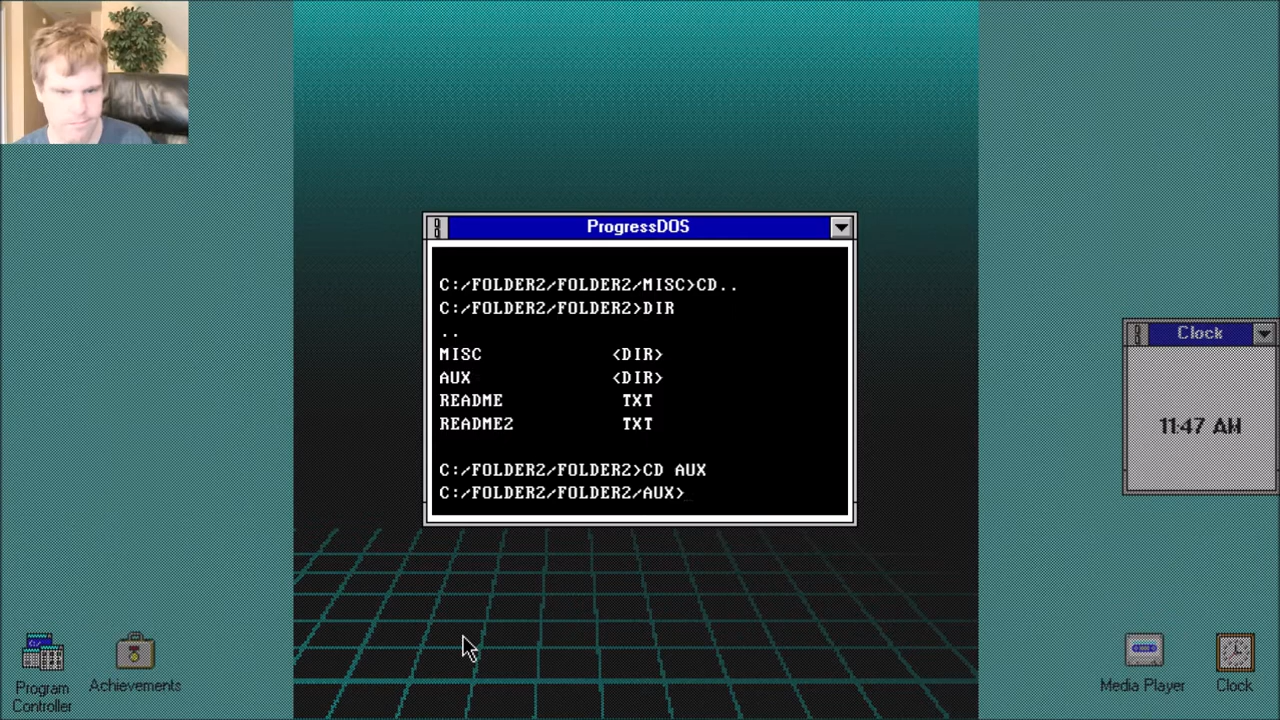 ProgressDOS
C:/FOLDER2/FOLDER2/MISC>CD..
C:/FOLDER2/FOLDER2>DIR
..
MISC <DIR>
AUX <DIR>
README TXT
README2 TXT
C:/FOLDER2/FOLDER2>CD AUX
C:/FOLDER2/FOLDER2/AUX>_
Clock
11:47 AM
Program
Controller
Achievements
Media Player
Clock